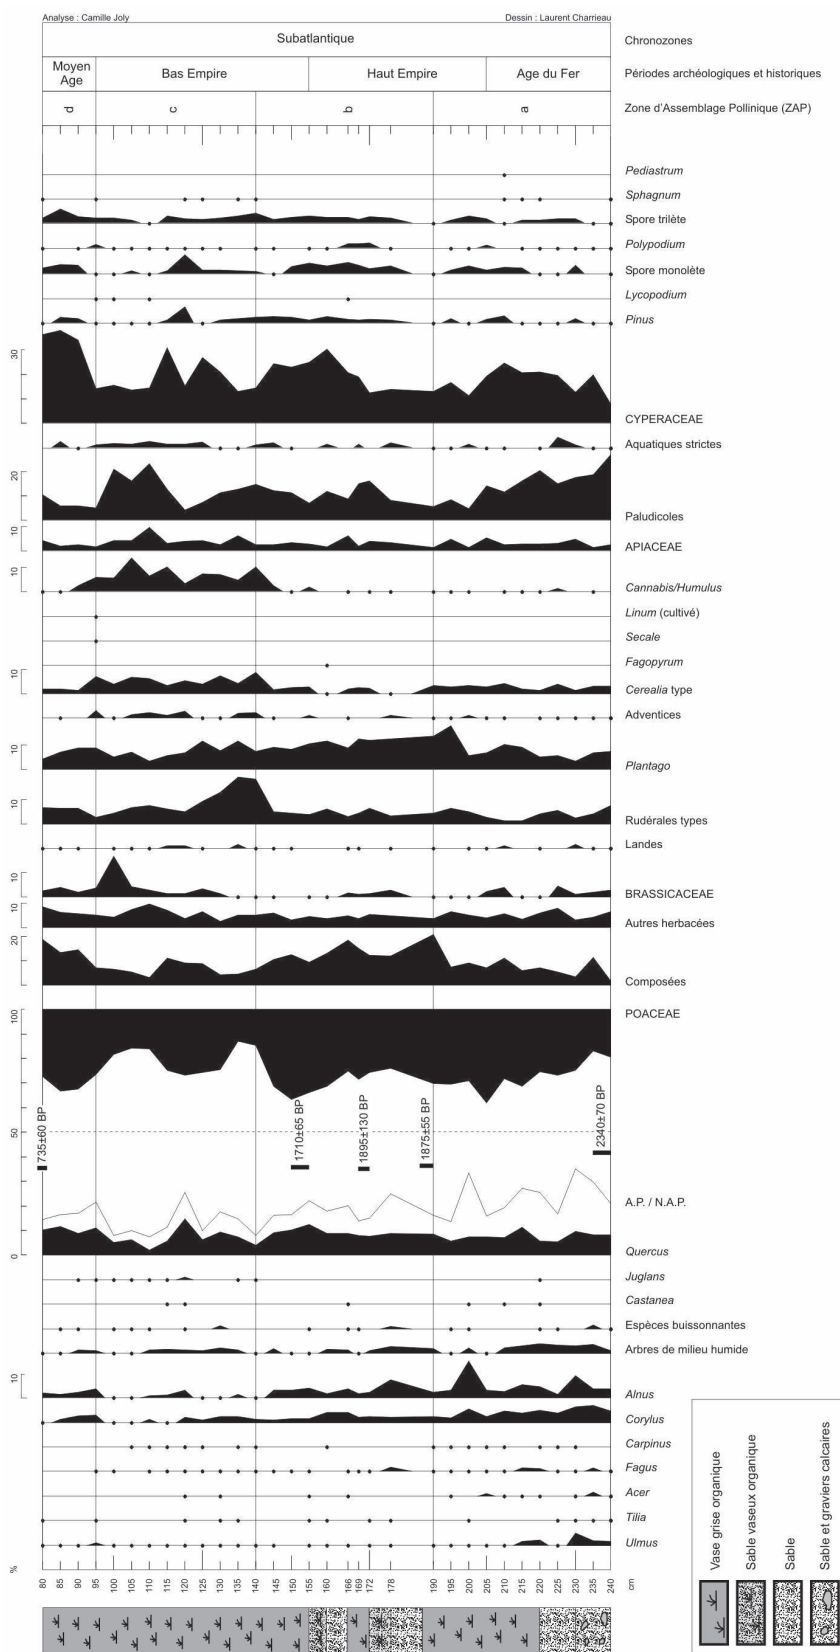 Analyse : Camille Joly
Dessin : Laurent Charrieau
Subatlantique
Chronozones
Moyen
Age
Bas Empire
Haut Empire
Age du Fer
Périodes archéologiques et historiques
d
c
b
a
Zone d'Assemblage Pollinique (ZAP)
Pediastrum
Sphagnum
Spore trilète
Polypodium
Spore monolète
Lycopodium
Pinus
30
CYPERACEAE
Aquatiques strictes
20
Paludicoles
10
APIACEAE
10
Cannabis/Humulus
Linum (cultivé)
Secale
Fagopyrum
10
Cerealia type
Adventices
10
Plantago
10
Rudérales types
Landes
10
BRASSICACEAE
10
Autres herbacées
20
Composées
100
POACEAE
735±60 BP
1710±65 BP
1895±130 BP
1875±55 BP
2340±70 BP
50
A.P. / N.A.P.
0
Quercus
Juglans
Castanea
Espèces buissonnantes
Arbres de milieu humide
10
Alnus
Corylus
Carpinus
Fagus
Acer
Tilia
Ulmus
%
80 85 90 95 100 105 110 115 120 125 130 135 140 145 150 155 160 166 169 172 178 190 195 200 205 210 215 220 225 230 235 240
cm
Vase grise organique
Sable vaseux organique
Sable
Sable et graviers calcaires